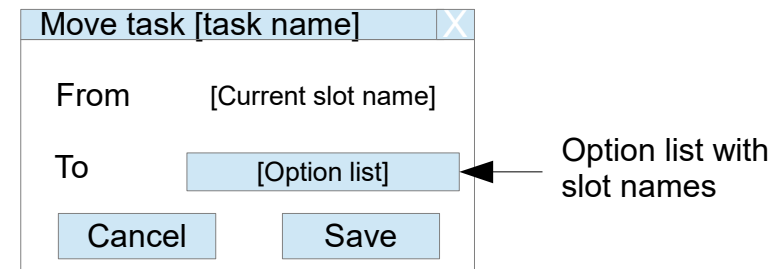 Move task [task name] X
From [Current slot name]
To [Option list]
Option list with
slot names
Cancel Save